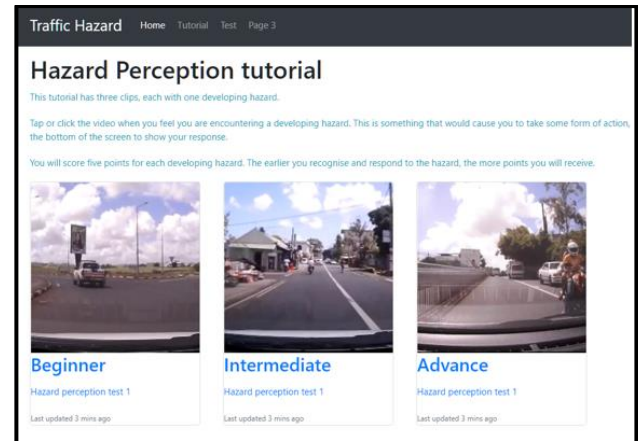 Traffic Hazard Home Tutorial Test Page 3
Hazard Perception tutorial
This tutorial has three clips, each with one developing hazard.
Tap or click the video when you feel you are encountering a developing hazard. This is something that would cause you to take some form of action,
the bottom of the screen to show your response.
You will score five points for each developing hazard. The earlier you recognise and respond to the hazard, the more points you will receive.
Beginner
Hazard perception test 1
Last updated 3 mins ago
Intermediate
Hazard perception test 1
Last updated 3 mins ago
Advance
Hazard perception test 1
Last updated 3 mins ago